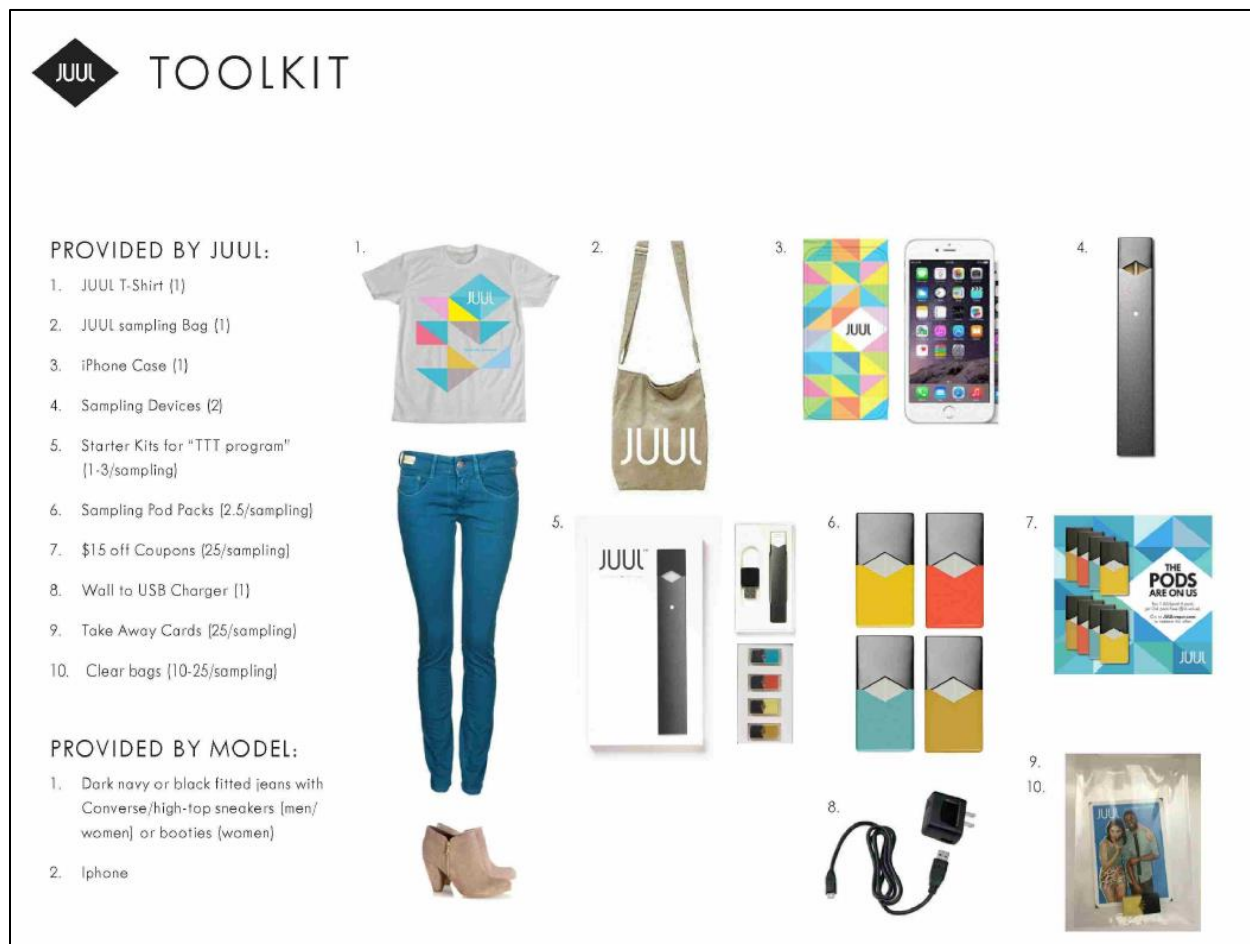 JUUL TOOLKIT
PROVIDED BY JUUL:
1. JUUL T-Shirt (1)
2. JUUL sampling Bag (1)
3. iPhone Case (1)
4. Sampling Devices (2)
5. Starter Kits for "TTT program"
(1-3/sampling)
6. Sampling Pod Packs (2.5/sampling)
7. $15 off Coupons (25/sampling)
8. Wall to USB Charger (1)
9. Take Away Cards (25/sampling)
10. Clear bags (10-25/sampling)
PROVIDED BY MODEL:
1. Dark navy or black fitted jeans with
Converse/high-top sneakers (men/
women) or booties (women)
2. Iphone
1.
JUUL
2.
JUUL
3.
JUUL
4.
5.
JUUL
6.
7.
THE
PODS
ARE ON US
JUUL
8.
9.
10.
JUUL